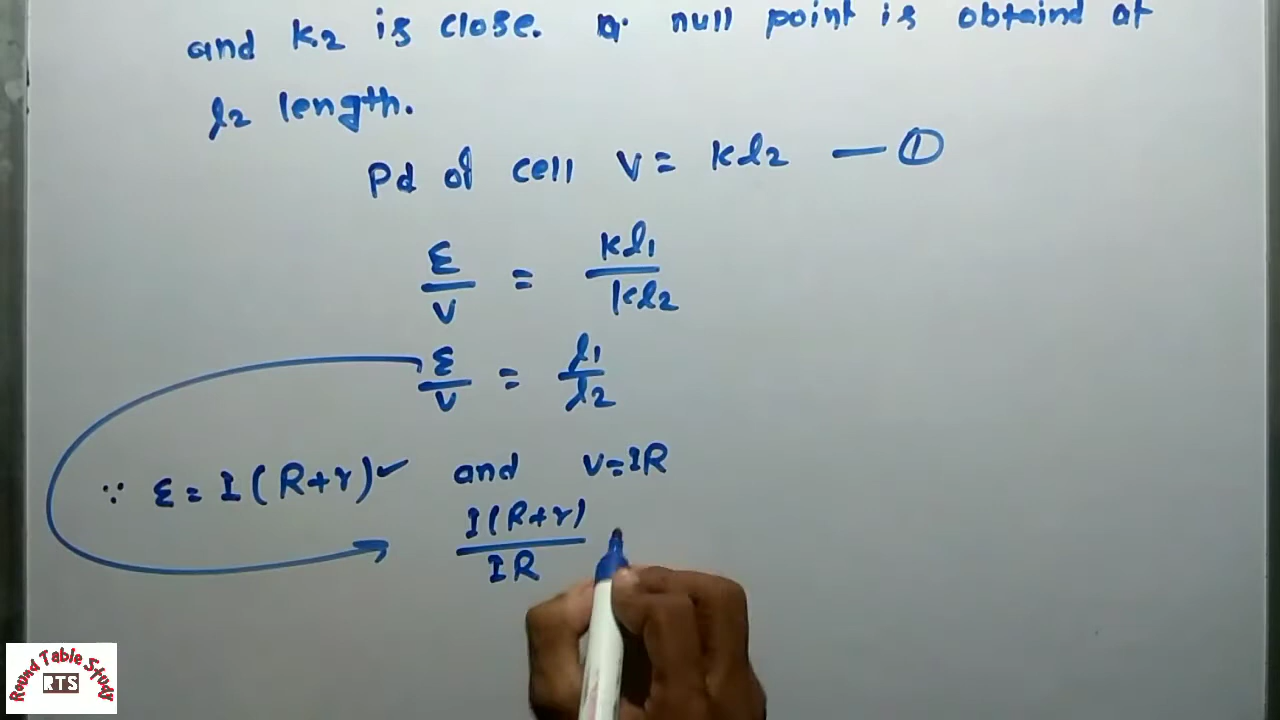 and K2 is close. a null point is obtaind at
l2 length.
Pd of cell V = kl2 — ①
ε/V = kl1/kl2
ε/V = l1/l2
∵ ε = I(R+r) ✓ and V=IR
I(R+r)/IR
Round Table Study
RTS